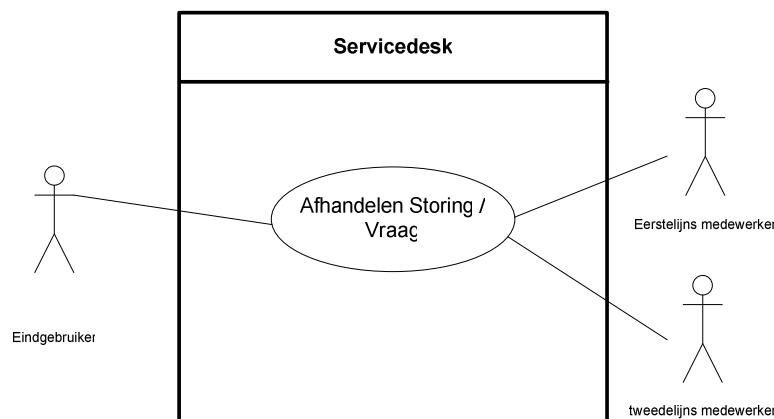 Servicedesk
Afhandelen Storing /
Vraag
Eerstelijns medewerker
Eindgebruiker
tweedelijns medewerker